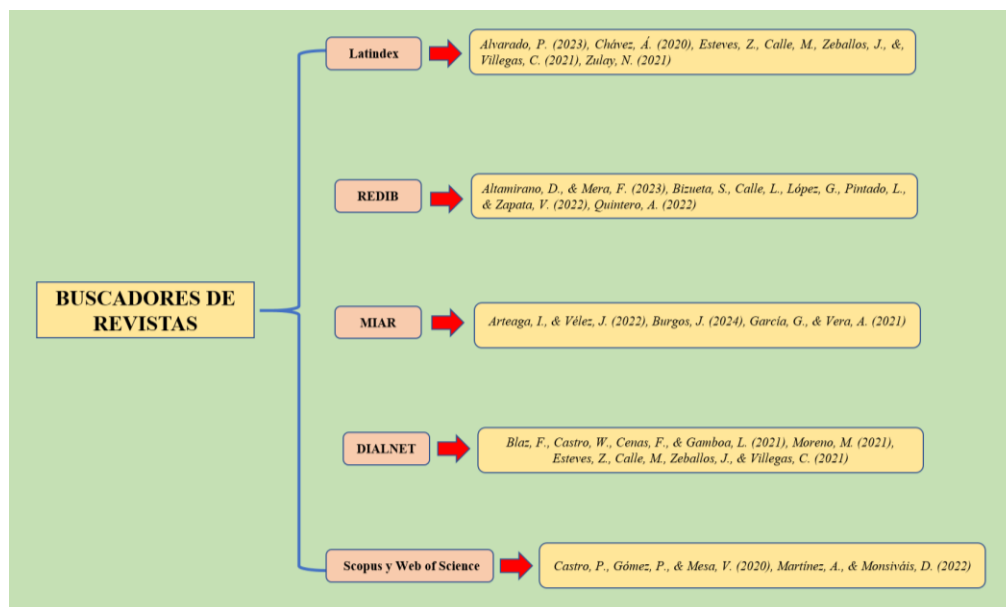 BUSCADORES DE
REVISTAS
Latindex
Alvarado, P. (2023), Chávez, Á. (2020), Esteves, Z., Calle, M., Zeballos, J., &,
Villegas, C. (2021), Zulay, N. (2021)
REDIB
Altamirano, D., & Mera, F. (2023), Bizueta, S., Calle, L., López, G., Pintado, L.,
& Zapata, V. (2022), Quintero, A. (2022)
MIAR
Arteaga, I., & Vélez, J. (2022), Burgos, J. (2024), García, G., & Vera, A. (2021)
DIALNET
Blaz, F., Castro, W., Cenas, F., & Gamboa, L. (2021), Moreno, M. (2021),
Esteves, Z., Calle, M., Zeballos, J., & Villegas, C. (2021)
Scopus y Web of Science
Castro, P., Gómez, P., & Mesa, V. (2020), Martínez, A., & Monsiváis, D. (2022)